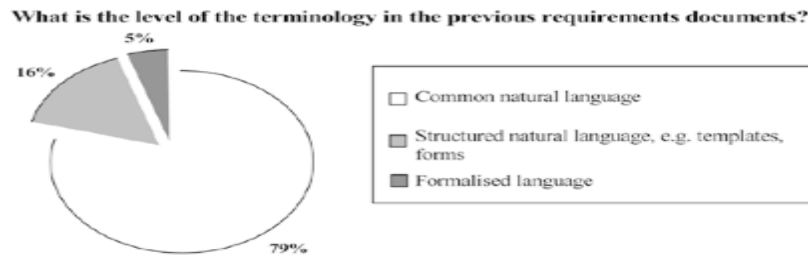 What is the level of the terminology in the previous requirements documents?
5%
16%
Common natural language
Structured natural language, e.g. templates,
forms
Formalised language
79%